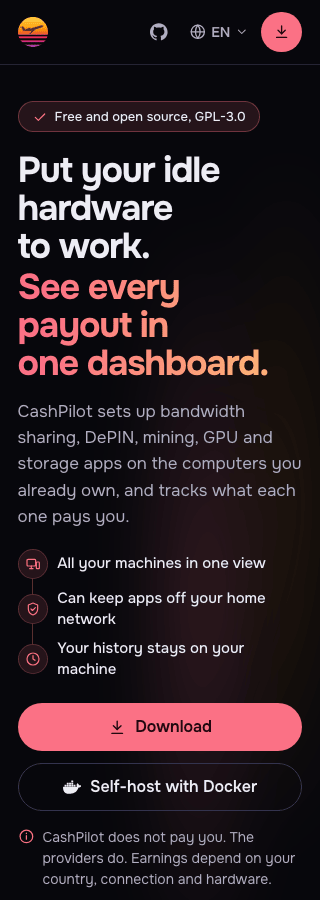 EN
Free and open source, GPL-3.0
Put your idle
hardware
to work.
See every
payout in
one dashboard.
CashPilot sets up bandwidth
sharing, DePIN, mining, GPU and
storage apps on the computers you
already own, and tracks what each
one pays you.
All your machines in one view
Can keep apps off your home
network
Your history stays on your
machine
Download
Self-host with Docker
CashPilot does not pay you. The
providers do. Earnings depend on your
country, connection and hardware.